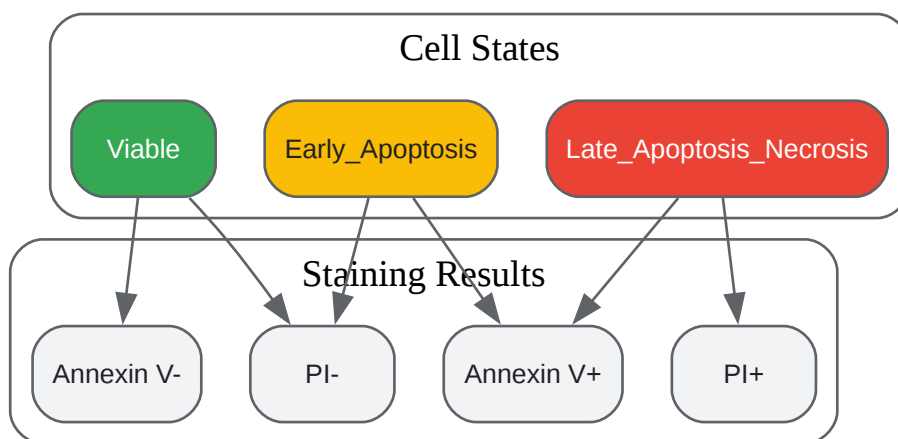 Cell States
Viable
Early_Apoptosis
Late_Apoptosis_Necrosis
Staining Results
Annexin V-
PI-
Annexin V+
PI+